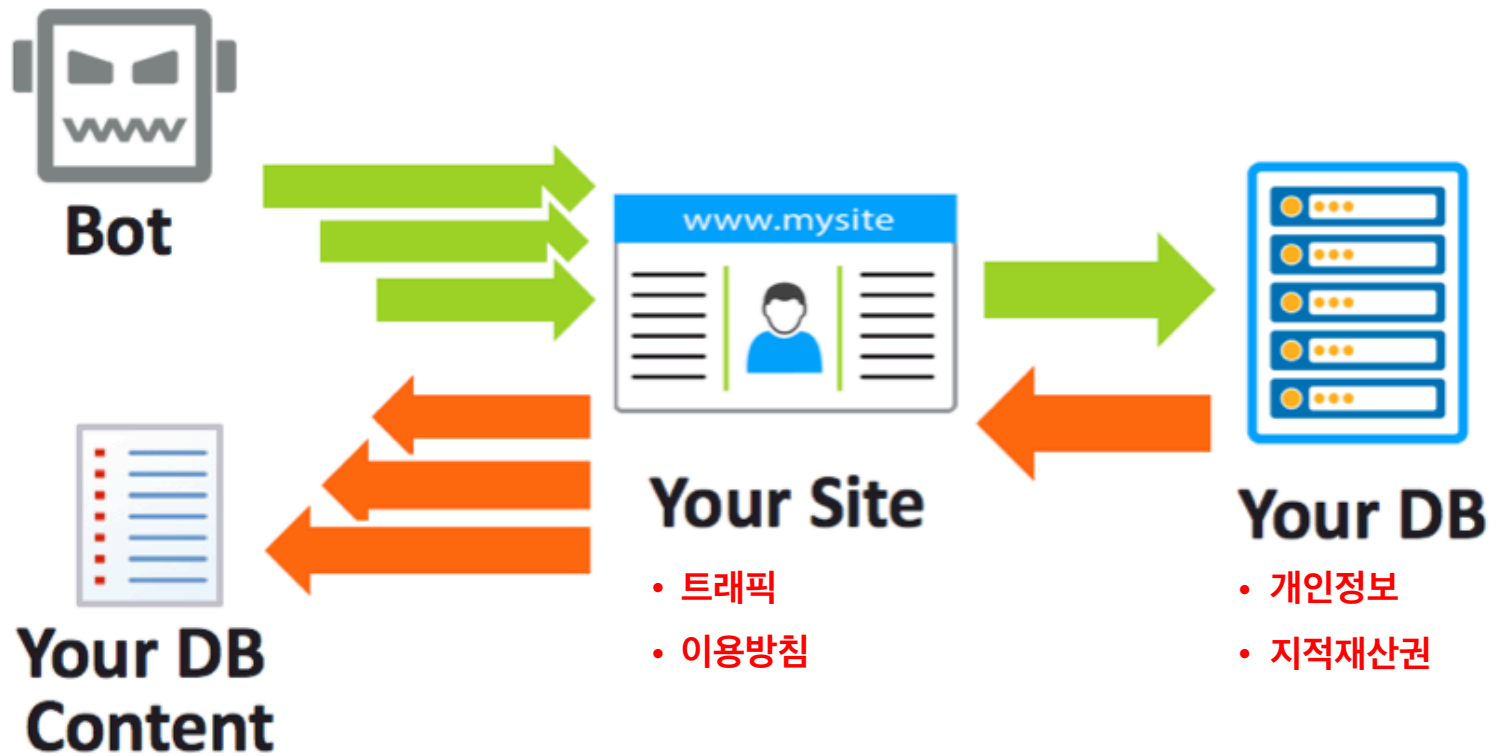 Bot
www.mysite
Your Site
• 트래픽
• 이용방침
Your DB
• 개인정보
• 지적재산권
Your DB
Content